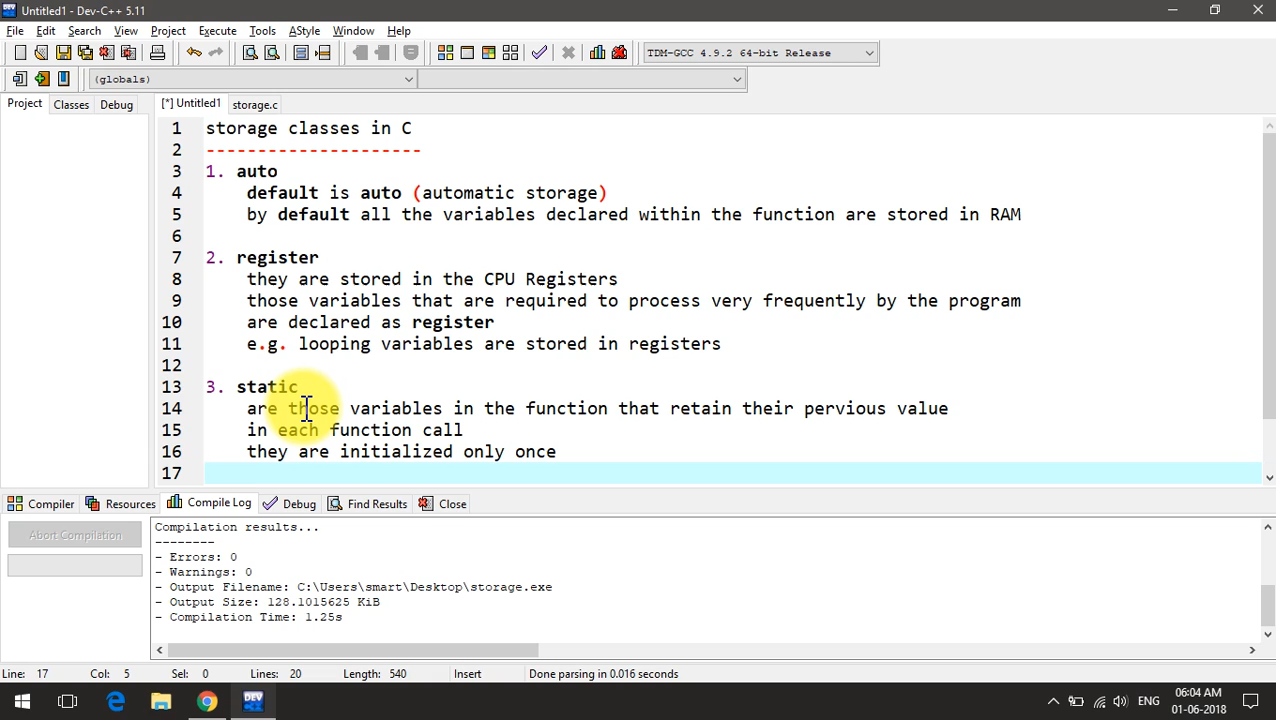 Untitled1 - Dev-C++ 5.11
File Edit Search View Project Execute Tools AStyle Window Help
TDM-GCC 4.9.2 64-bit Release
(globals)
Project Classes Debug [*] Untitled1 storage.c
1 storage classes in C
2 ---------------------
3 1. auto
4 default is auto (automatic storage)
5 by default all the variables declared within the function are stored in RAM
6
7 2. register
8 they are stored in the CPU Registers
9 those variables that are required to process very frequently by the program
10 are declared as register
11 e.g. looping variables are stored in registers
12
13 3. static
14 are those variables in the function that retain their pervious value
15 in each function call
16 they are initialized only once
17
Compiler Resources Compile Log Debug Find Results Close
Abort Compilation
Compilation results...
--------
- Errors: 0
- Warnings: 0
- Output Filename: C:\Users\smart\Desktop\storage.exe
- Output Size: 128.1015625 KiB
- Compilation Time: 1.25s
Line: 17 Col: 5 Sel: 0 Lines: 20 Length: 540 Insert Done parsing in 0.016 seconds
DEV
ENG
06:04 AM
01-06-2018